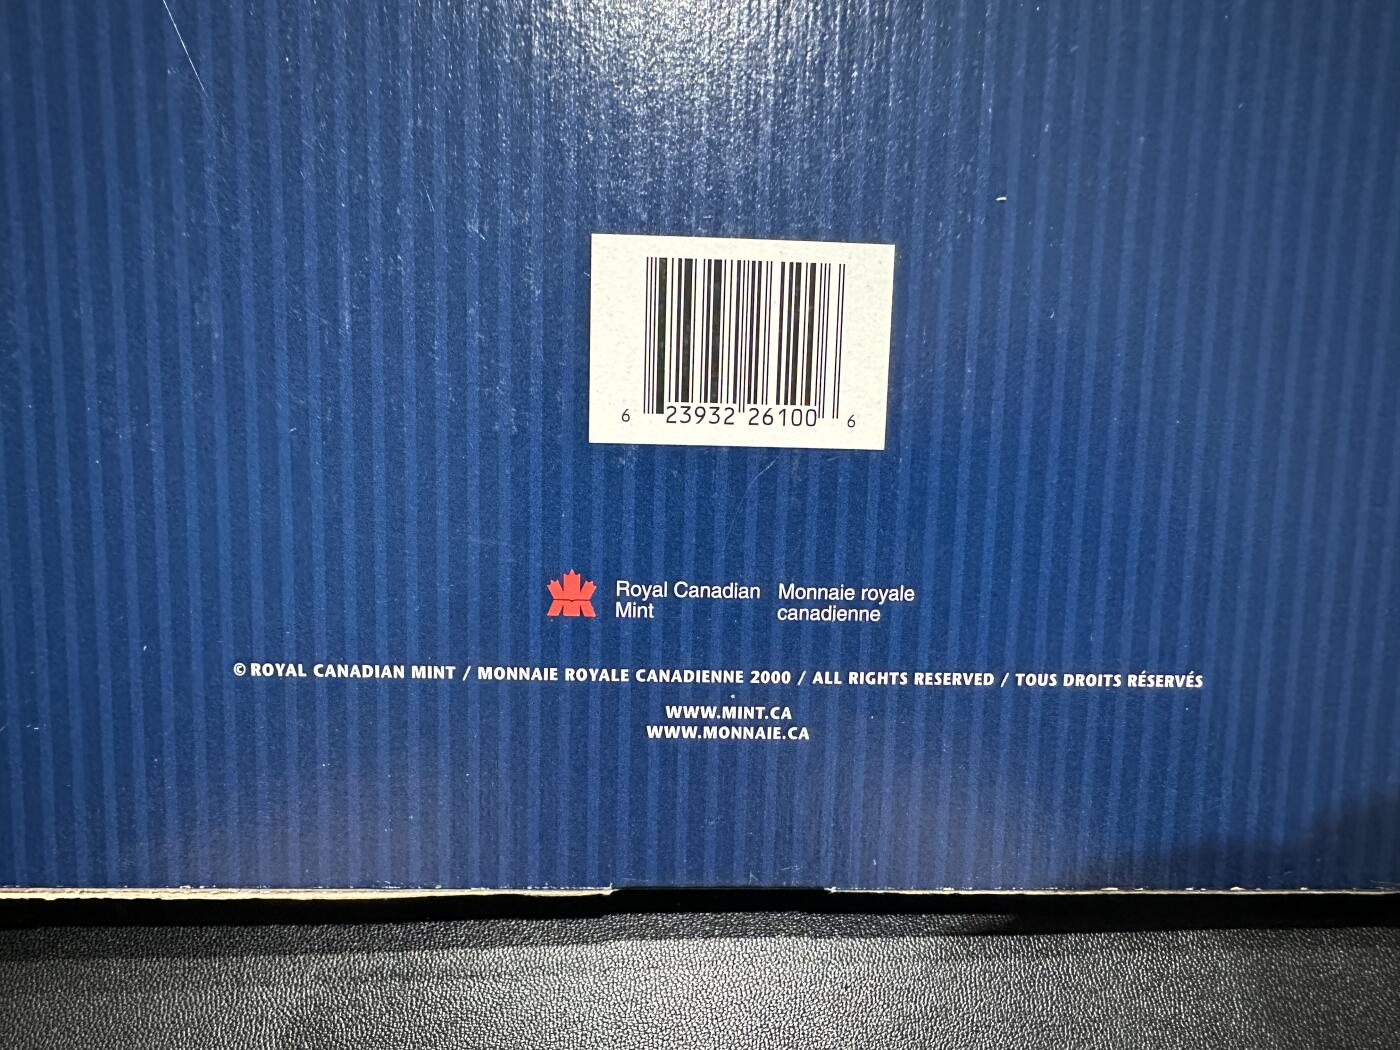 6 23932 26100 6
Royal Canadian Monnaie royale
Mint canadienne
© ROYAL CANADIAN MINT / MONNAIE ROYALE CANADIENNE 2000 / ALL RIGHTS RESERVED / TOUS DROITS RÉSERVÉS
WWW.MINT.CA
WWW.MONNAIE.CA